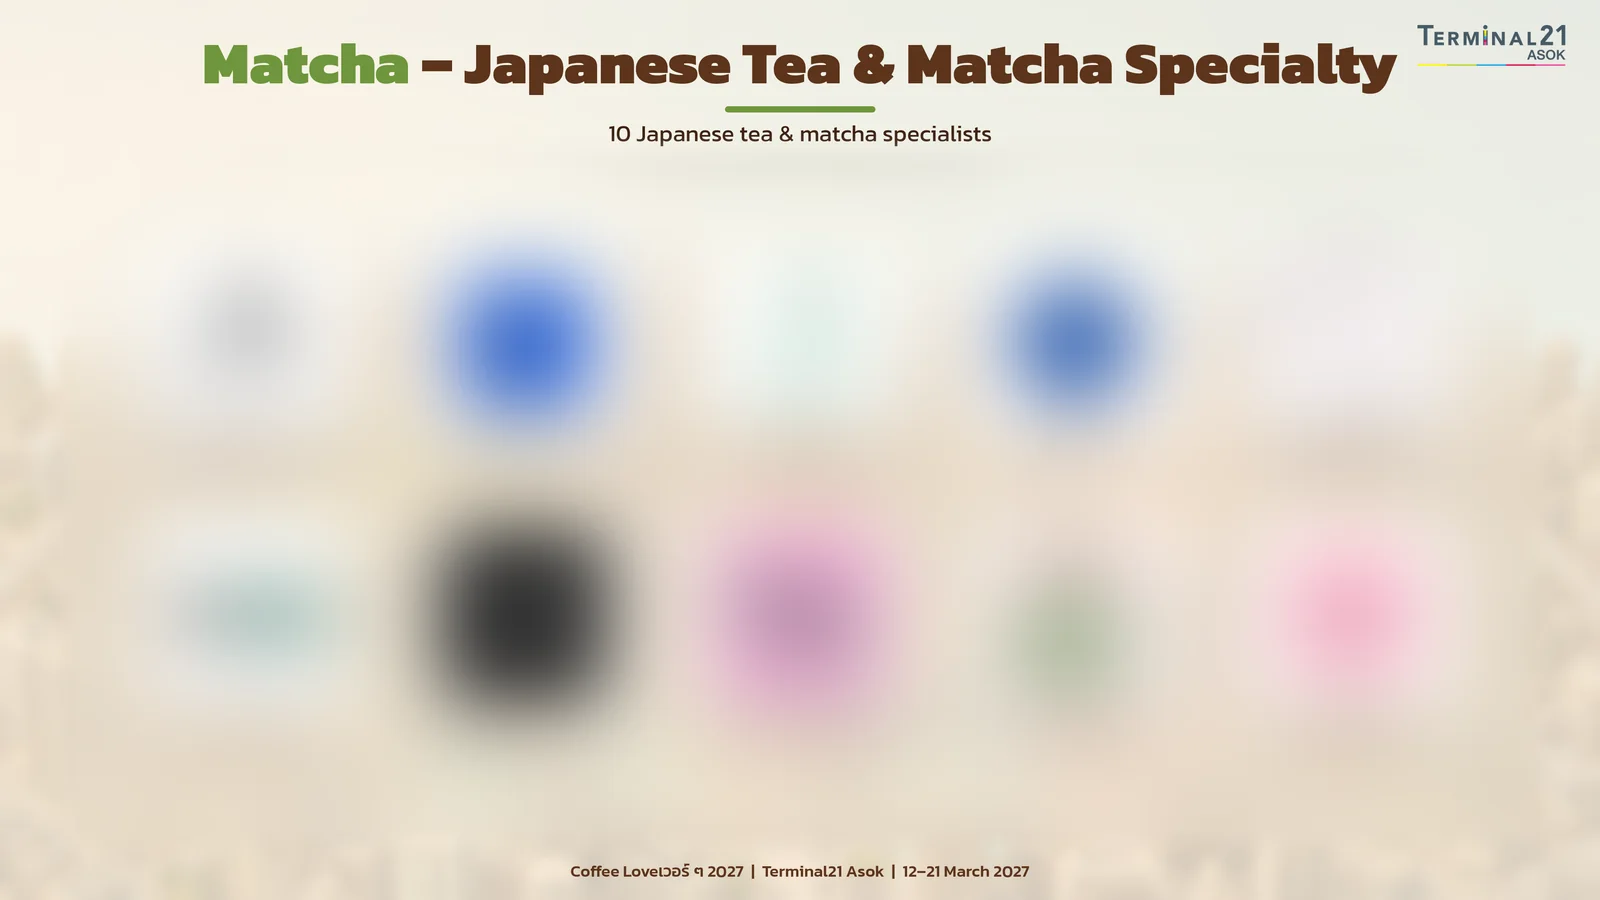 Matcha – Japanese Tea & Matcha Specialty
TERMINAL21
ASOK
10 Japanese tea & matcha specialists
Coffee Loveเวอร์ ๆ 2027 | Terminal21 Asok | 12–21 March 2027